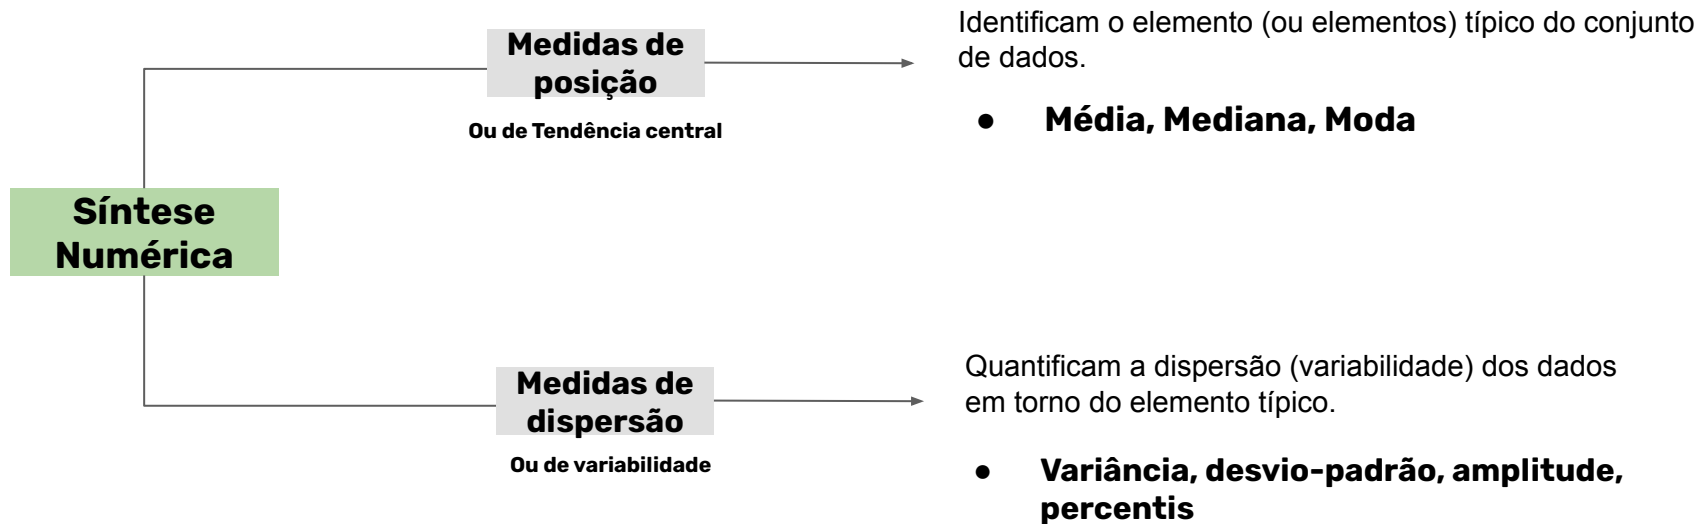 Medidas de
posição
Ou de Tendência central
Identificam o elemento (ou elementos) típico do conjunto
de dados.
● Média, Mediana, Moda
Síntese
Numérica
Medidas de
dispersão
Ou de variabilidade
Quantificam a dispersão (variabilidade) dos dados
em torno do elemento típico.
● Variância, desvio-padrão, amplitude,
percentis